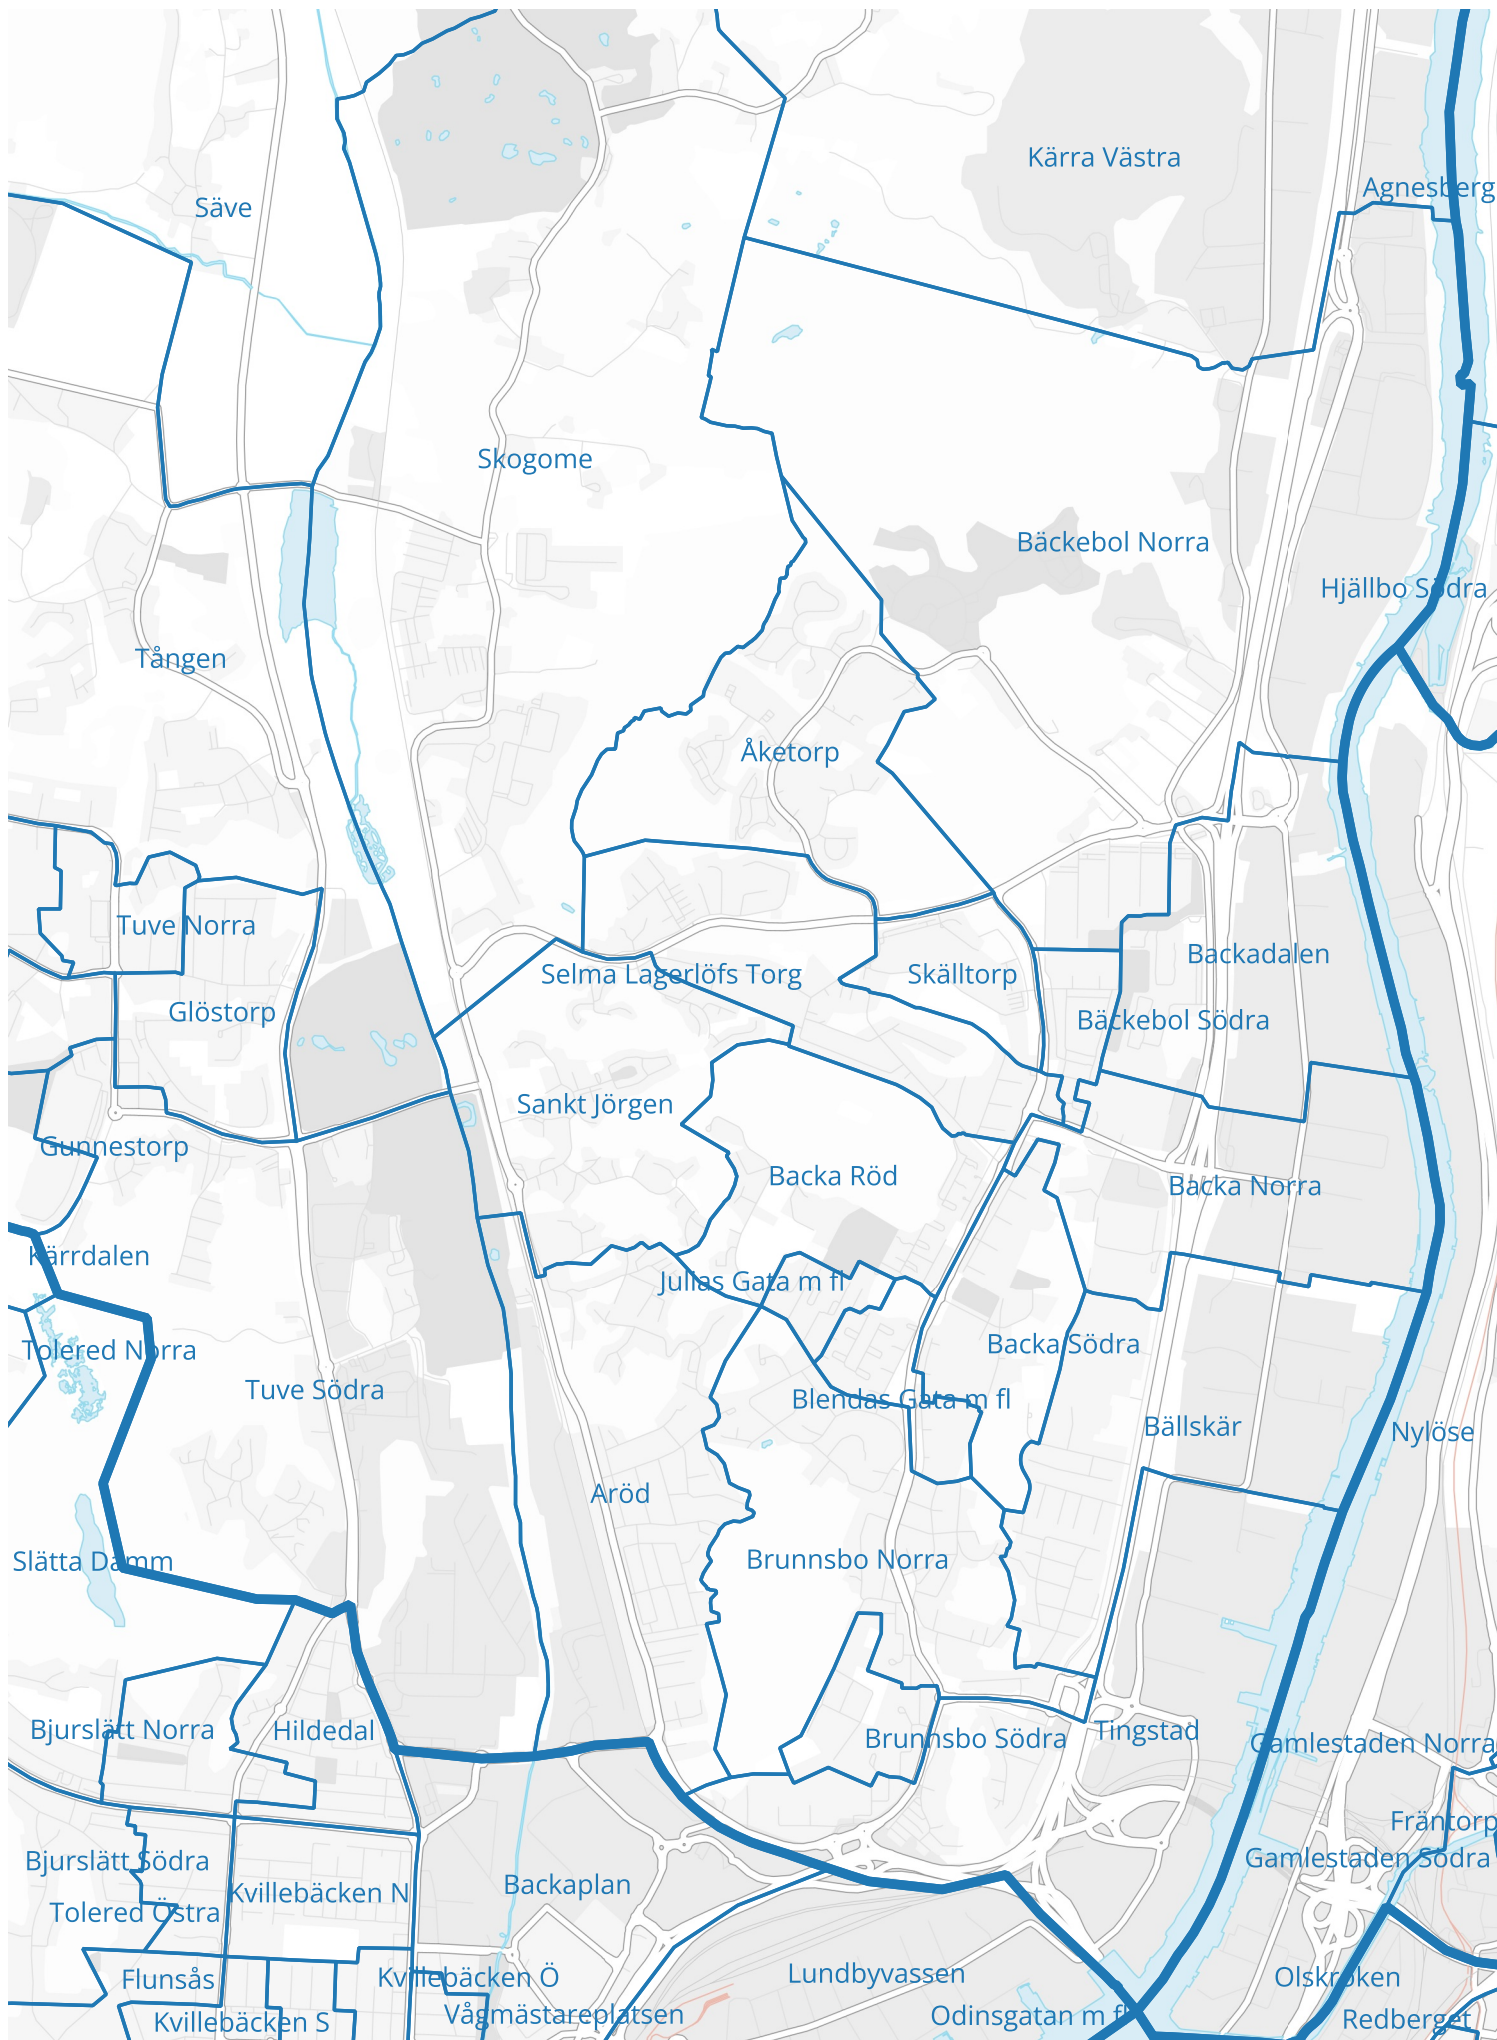 Kärra Västra
Agnesberg
Säve
Skogome
Bäckebol Norra
Hjällbo Södra
Tången
Åketorp
Tuve Norra
Backadalen
Selma Lagerlöfs Torg
Skälltorp
Glöstorp
Bäckebol Södra
Sankt Jörgen
Gunnestorp
Backa Röd
Backa Norra
Kärrdalen
Julias Gata m fl
Tolered Norra
Backa Södra
Tuve Södra
Blendas Gata m fl
Bällskär
Nylöse
Aröd
Slätta Damm
Brunnsbo Norra
Bjurslätt Norra
Hildedal
Brunnsbo Södra
Tingstad
Gamlestaden Norra
Fräntorp
Bjurslätt Södra
Gamlestaden Södra
Backaplan
Kvillebäcken N
Tolered Östra
Flunsås
Kvillebäcken Ö
Lundbyvassen
Olskroken
Vågmästareplatsen
Odinsgatan m fl
Kvillebäcken S
Redberget